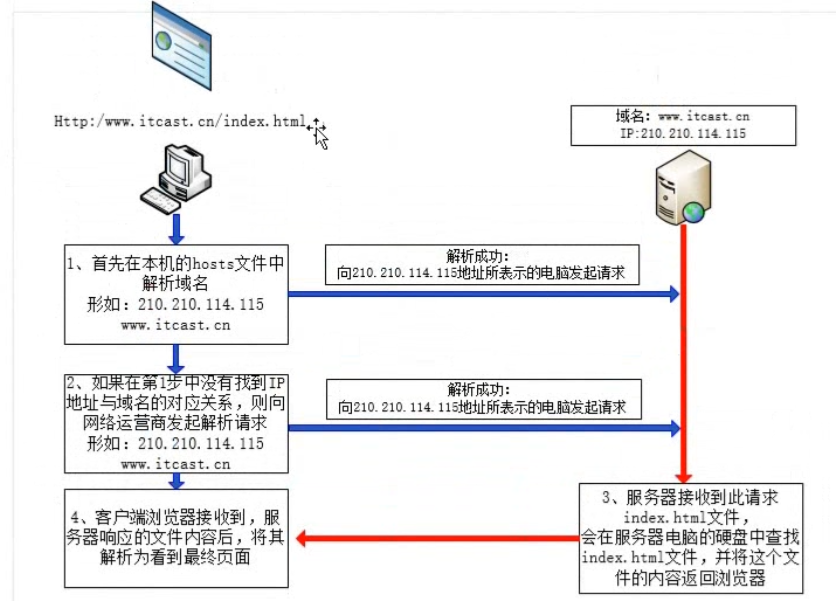 Http:/www.itcast.cn/index.html
域名: www.itcast.cn
IP:210.210.114.115
1、首先在本机的hosts文件中
解析域名
形如: 210.210.114.115
www.itcast.cn
解析成功:
向210.210.114.115地址所表示的电脑发起请求
2、如果在第1步中没有找到IP
地址与域名的对应关系，则向
网络运营商发起解析请求
形如: 210.210.114.115
www.itcast.cn
解析成功:
向210.210.114.115地址所表示的电脑发起请求
3、服务器接收到此请求
index.html文件，
会在服务器电脑的硬盘中查找
index.html文件，并将这个文
件的内容返回浏览器
4、客户端浏览器接收到，服
务器响应的文件内容后，将其
解析为看到最终页面